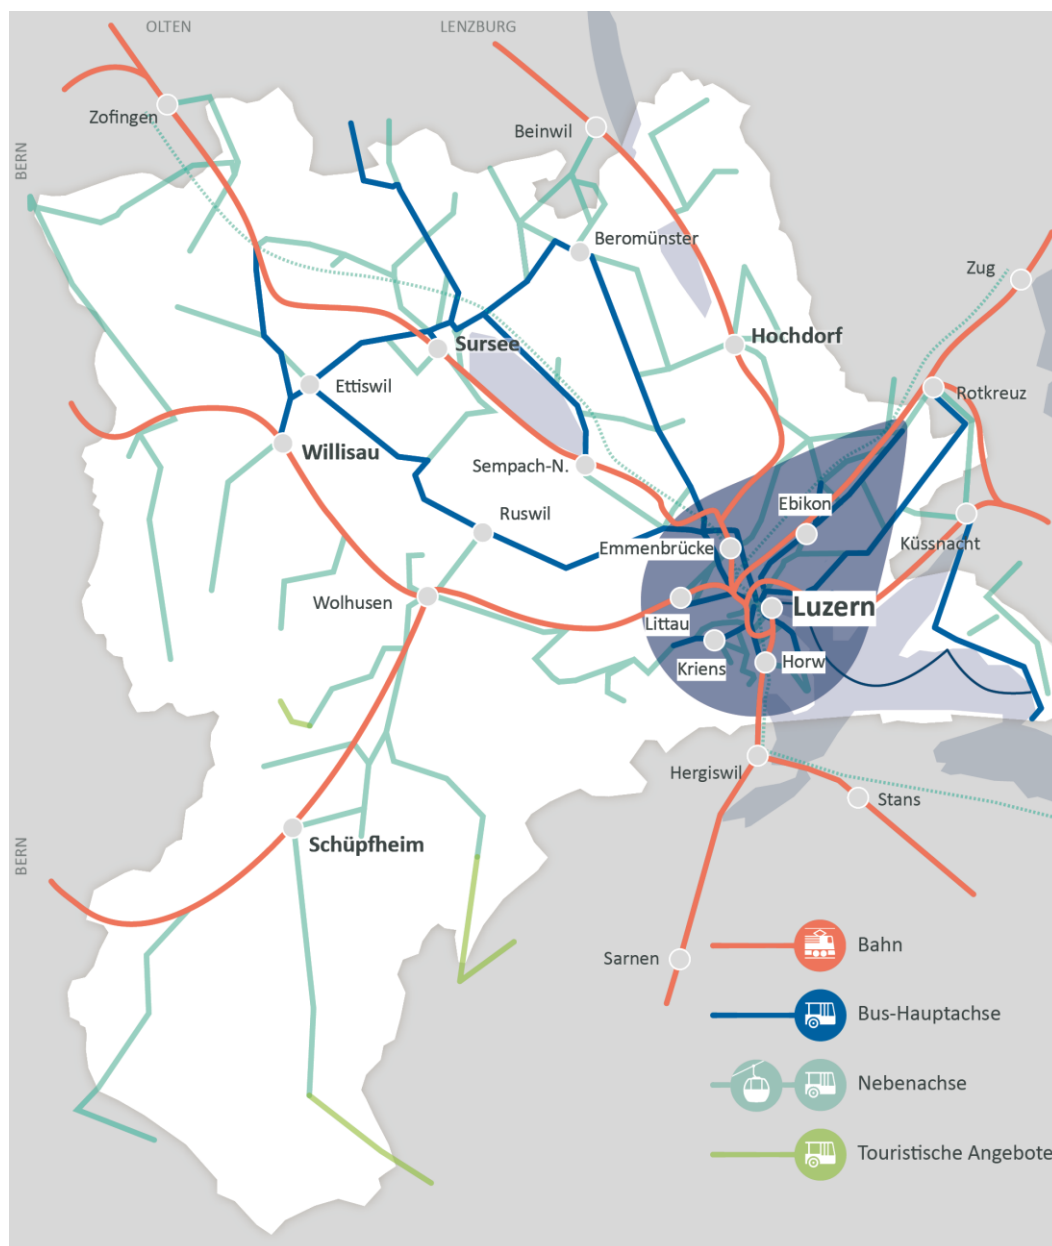 OLTEN
LENZBURG
Zofingen
Beinwil
BERN
Beromünster
Zug
Hochdorf
Sursee
Ettiswil
Rotkreuz
Willisau
Sempach-N.
Ebikon
Ruswil
Emmenbrücke
Küssnacht
Wolhusen
Luzern
Littau
Kriens
Horw
Hergiswil
Stans
Schüpfheim
BERN
Sarnen
Bahn
Bus-Hauptachse
Nebenachse
Touristische Angebote